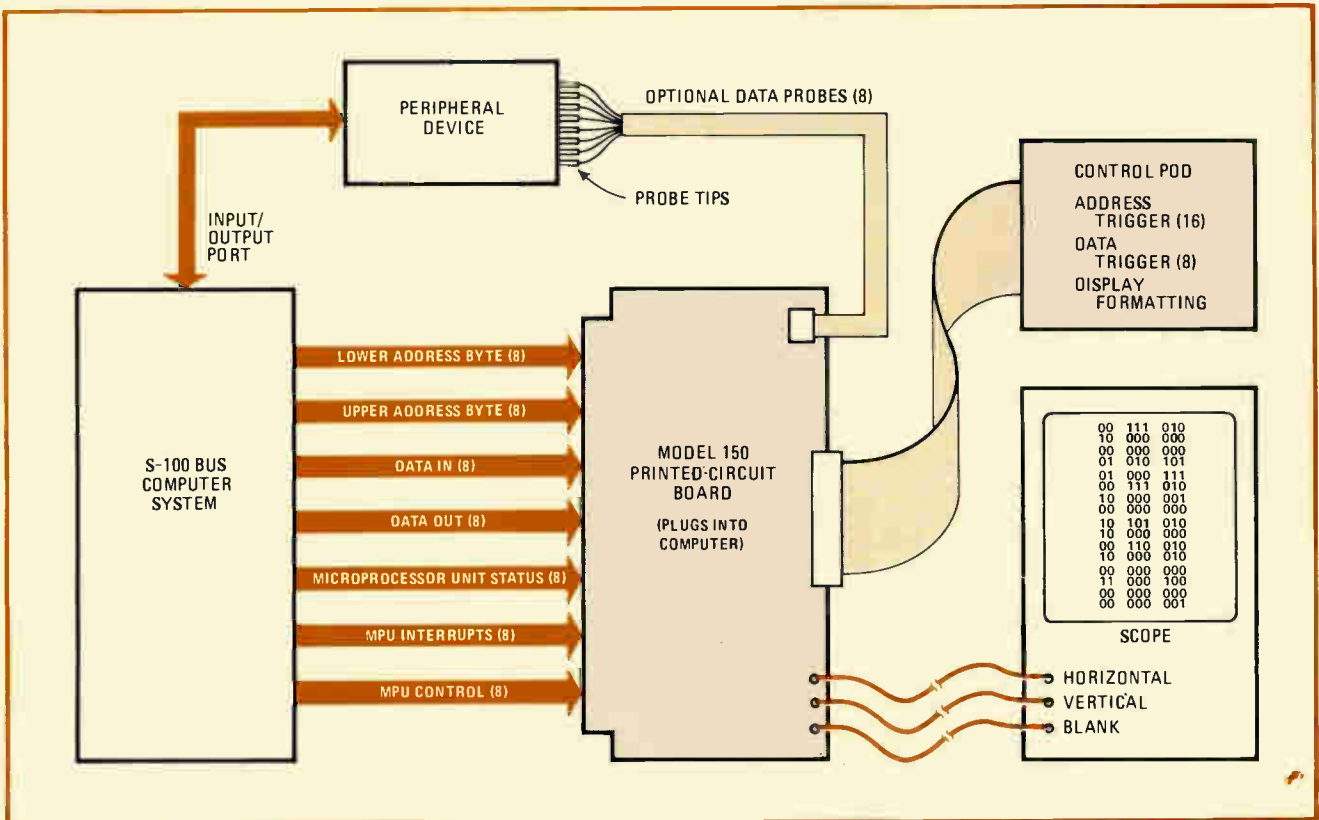 PERIPHERAL
DEVICE
OPTIONAL DATA PROBES (8)
PROBE TIPS
INPUT/
OUTPUT
PORT
CONTROL POD
ADDRESS
TRIGGER (16)
DATA
TRIGGER (8)
DISPLAY
FORMATTING
S-100 BUS
COMPUTER
SYSTEM
LOWER ADDRESS BYTE (8)
UPPER ADDRESS BYTE (8)
DATA IN (8)
DATA OUT (8)
MICROPROCESSOR UNIT STATUS (8)
MPU INTERRUPTS (8)
MPU CONTROL (8)
MODEL 150
PRINTED-CIRCUIT
BOARD
(PLUGS INTO
COMPUTER)
00 111 010
10 000 000
00 000 000
01 010 101
01 000 111
00 111 010
10 000 001
00 000 000
10 101 010
10 000 000
00 110 010
10 000 010
00 000 000
11 000 100
00 000 000
00 000 001
SCOPE
HORIZONTAL
VERTICAL
BLANK